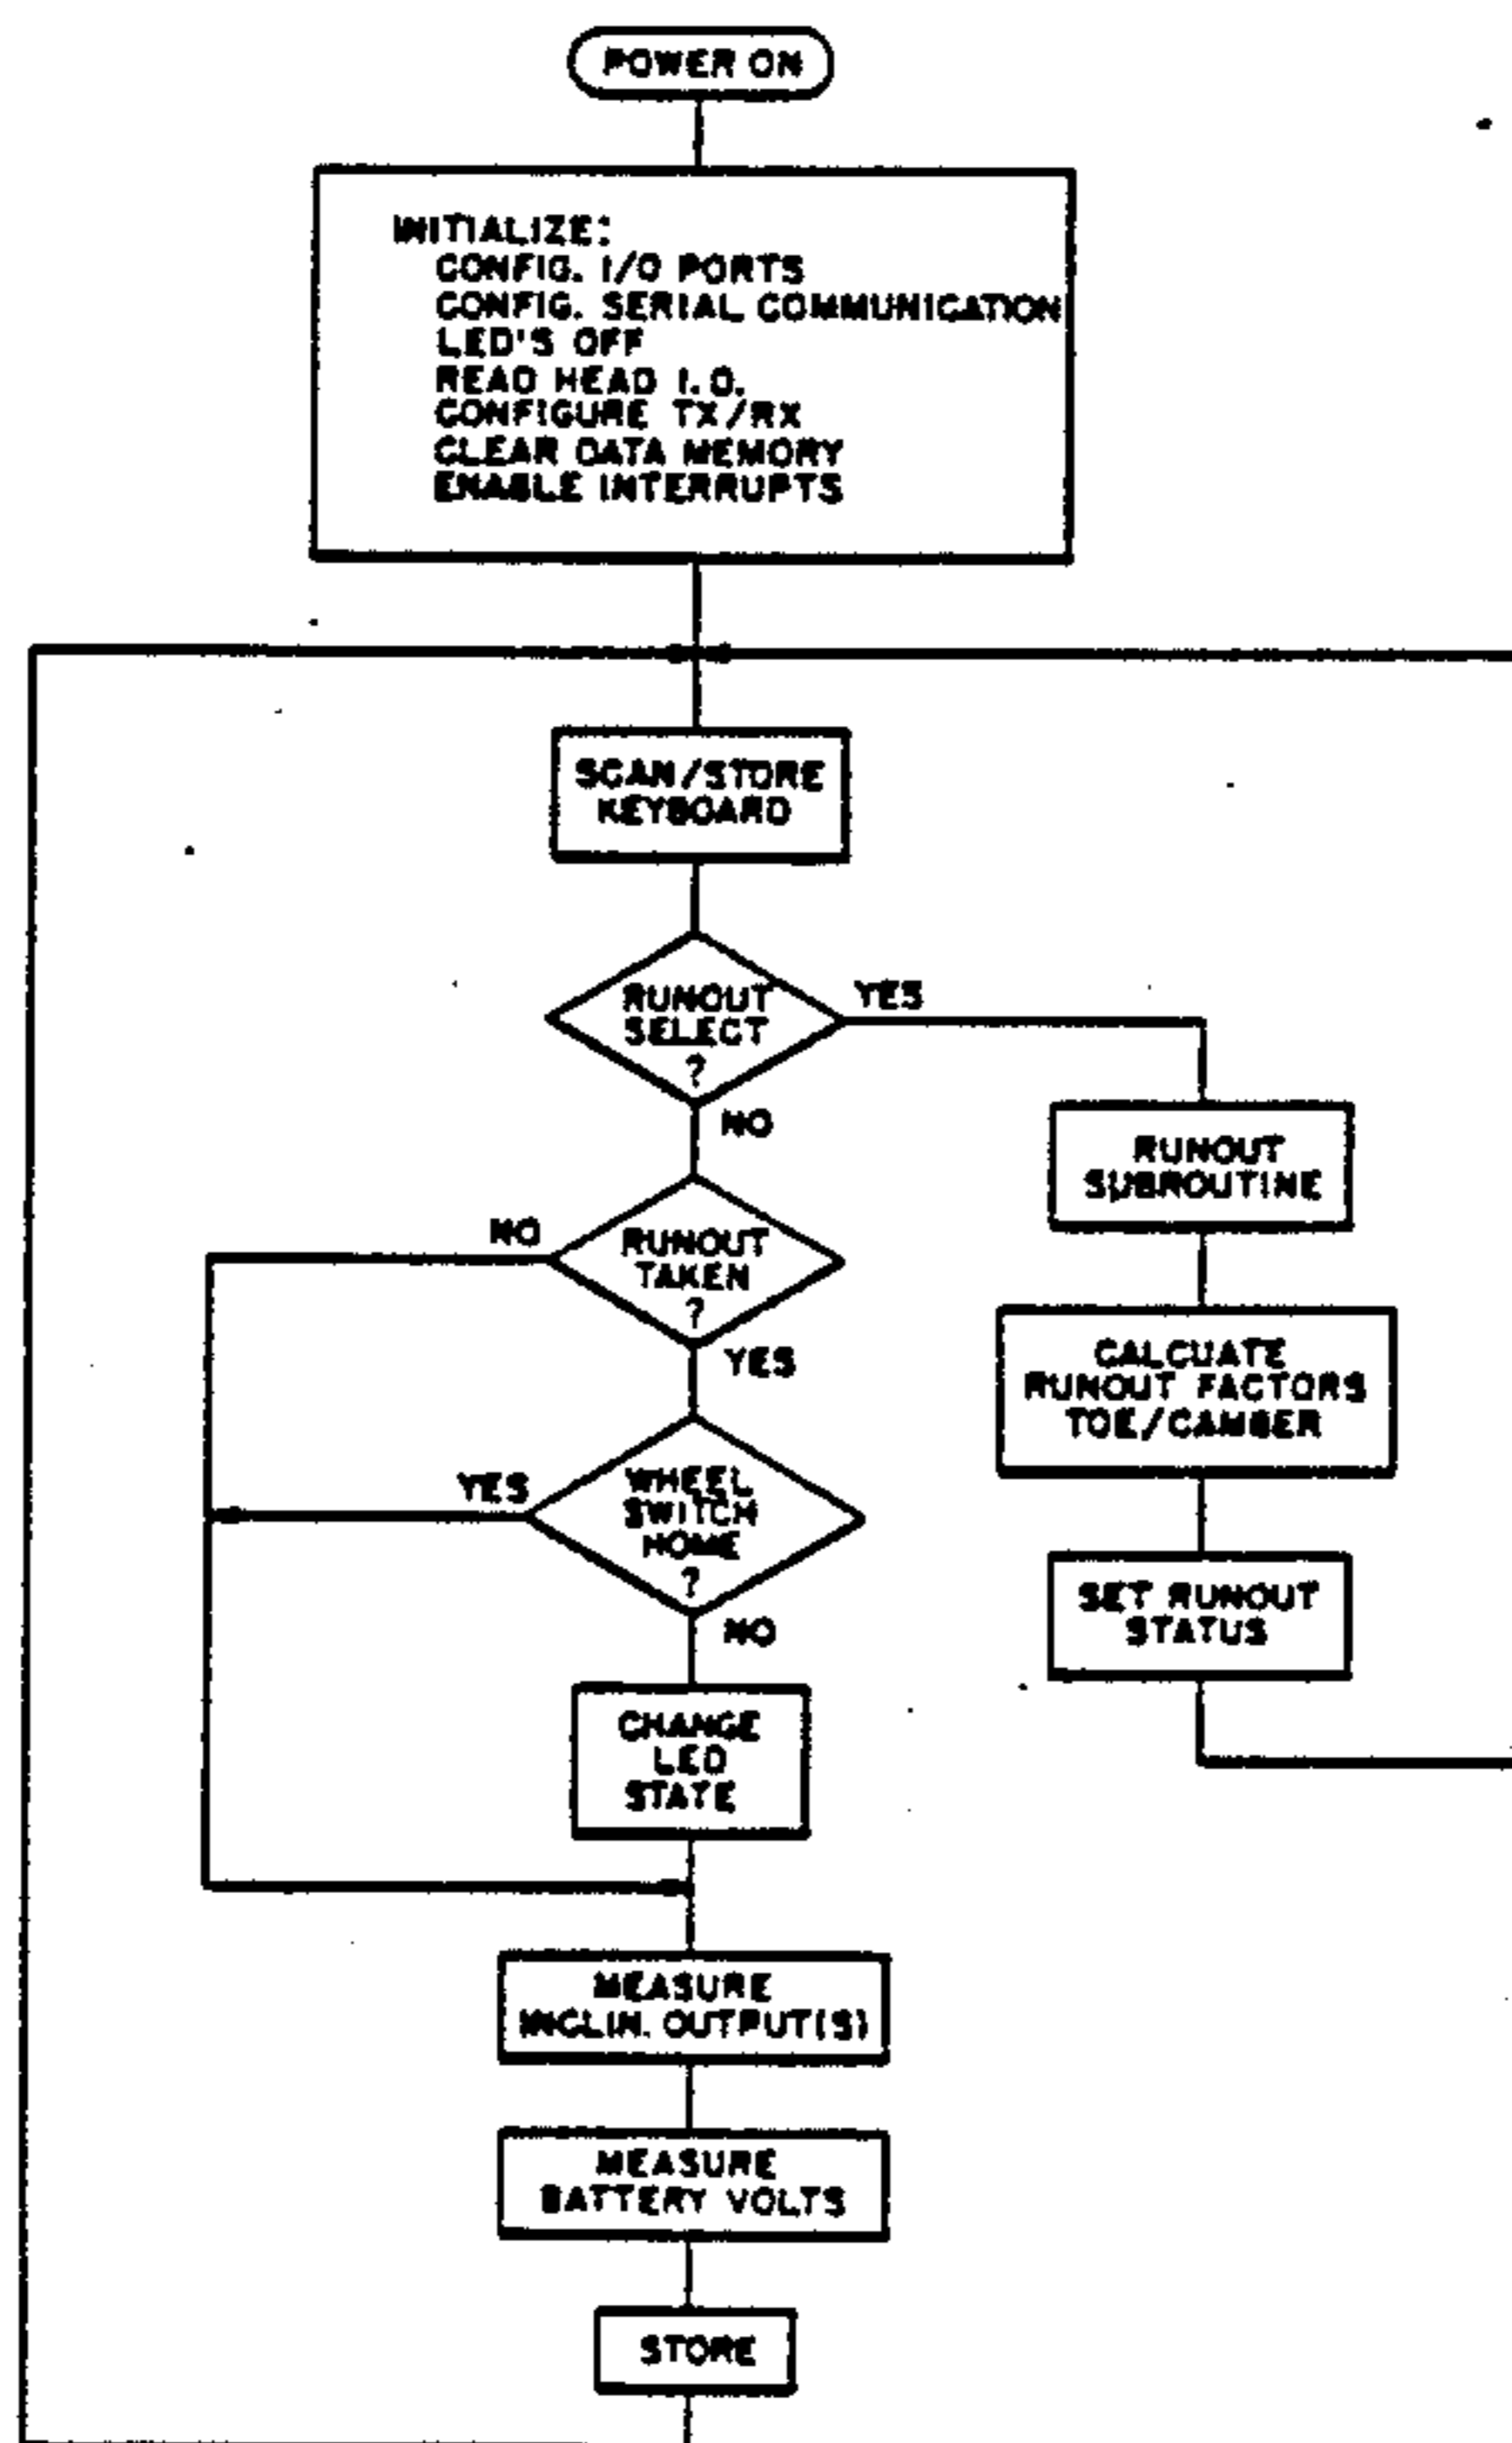 POWER ON
INITIALIZE:
CONFIG. I/O PORTS
CONFIG. SERIAL COMMUNICATION
LED'S OFF
READ HEAD I.D.
CONFIGURE TX/RX
CLEAR DATA MEMORY
ENABLE INTERRUPTS
SCAN/STORE
KEYBOARD
RUNOUT
SELECT
?
YES
NO
RUNOUT
SUBROUTINE
NO
RUNOUT
TAKEN
?
YES
CALCUATE
RUNOUT FACTORS
TOE/CAMBER
YES
WHEEL
SWITCH
HOME
?
NO
SET RUNOUT
STATUS
CHANGE
LED
STATE
MEASURE
INCLIN. OUTPUT(S)
MEASURE
BATTERY VOLTS
STORE